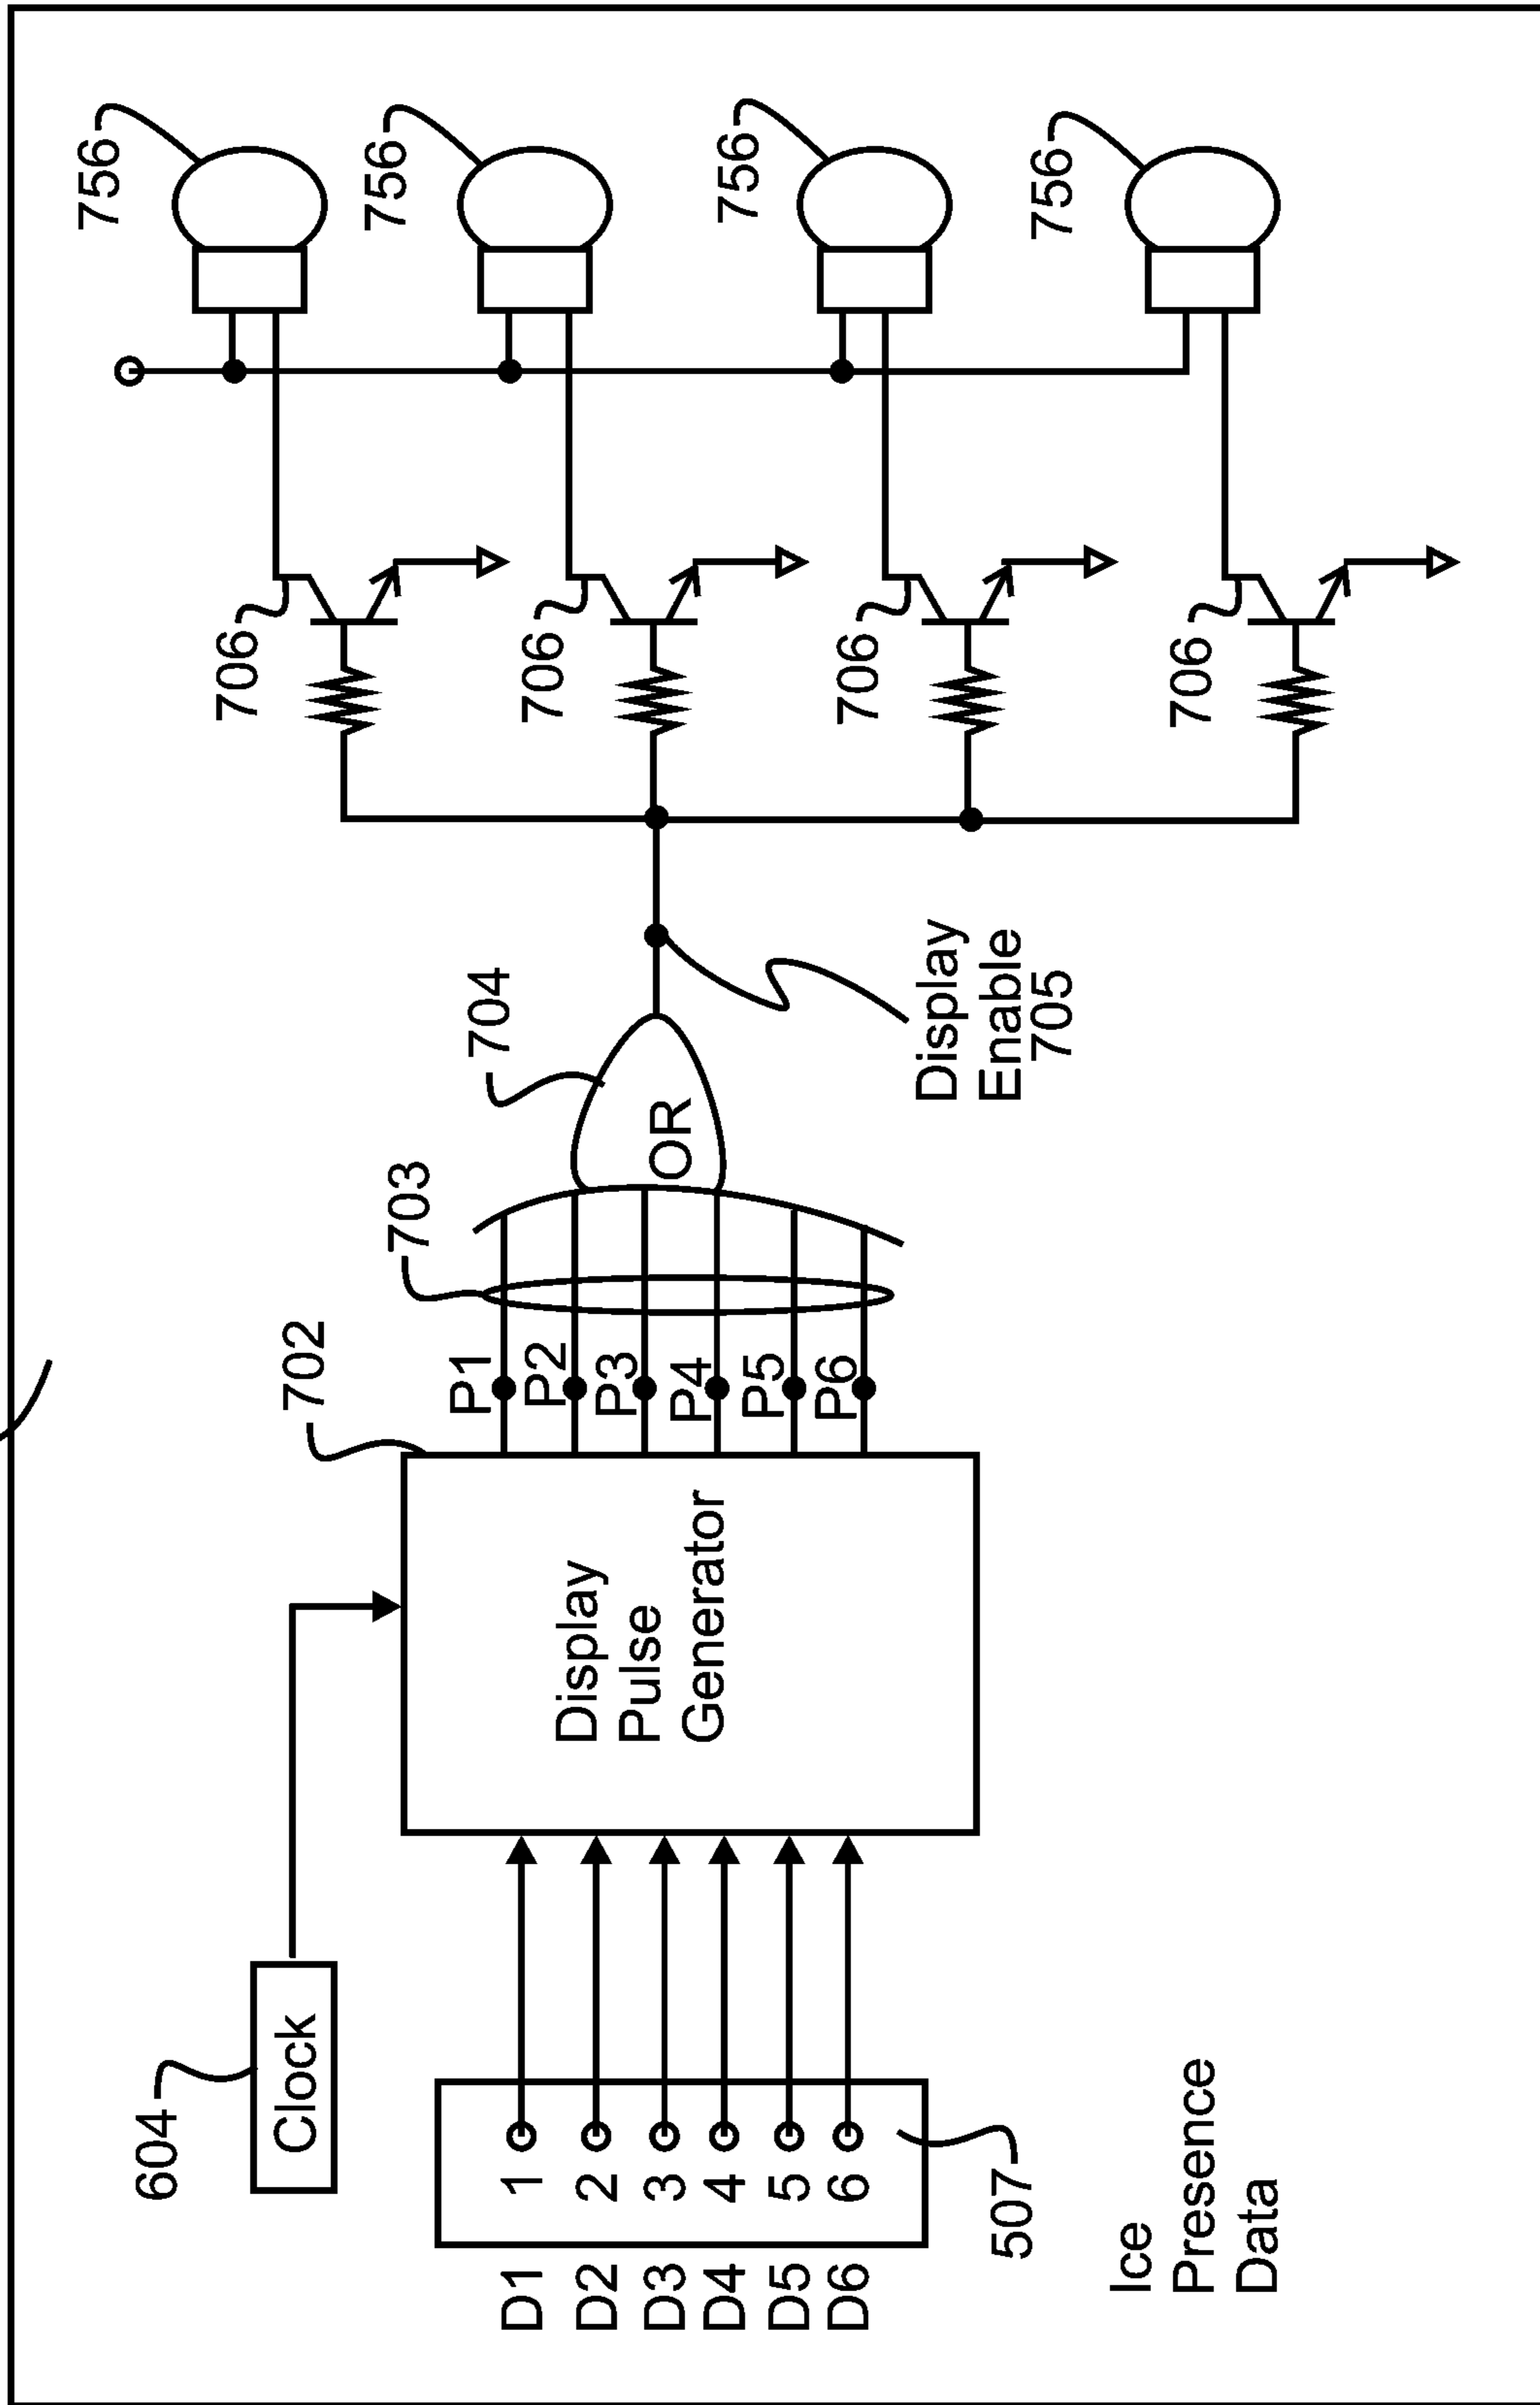 604
Clock
D1
D2
D3
D4
D5
D6
1
2
3
4
5
6
507
Ice
Presence
Data
702
Display
Pulse
Generator
P1
P2
P3
P4
P5
P6
703
704
OR
Display
Enable
705
706
706
706
706
756
756
756
756